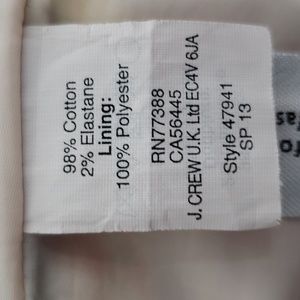 98% Cotton
2% Elastane
Lining:
100% Polyester
RN77388
CA56445
J. CREW U.K. Ltd EC4V 6JA
Style 47941
SP 13